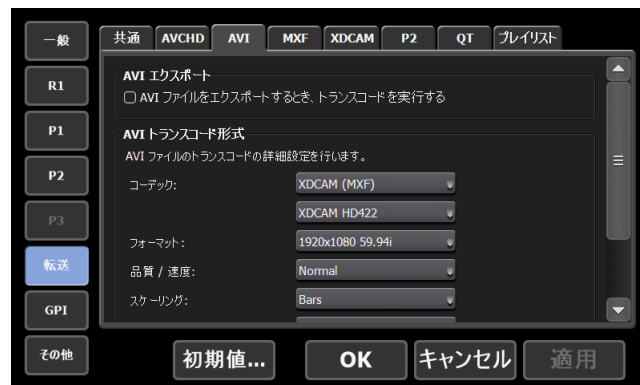 一般
R1
P1
P2
P3
転送
GPI
その他
共通 AVCHD AVI MXF XDCAM P2 QT プレイリスト
AVI エクスポート
AVI ファイルをエクスポートするとき、トランスコードを実行する
AVI トランスコード形式
AVI ファイルのトランスコードの詳細設定を行います。
コーデック: XDCAM (MXF)
XDCAM HD422
フォーマット: 1920x1080 59.94i
品質 / 速度: Normal
スケーリング: Bars
初期値... OK キャンセル 適用